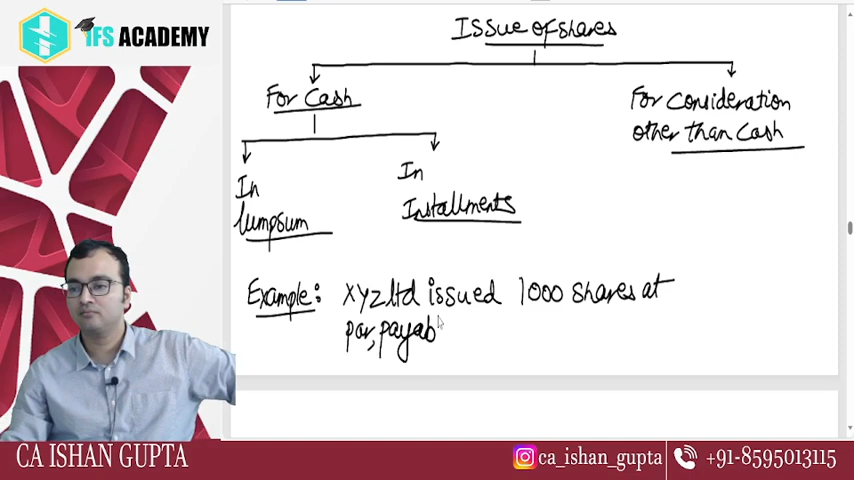 IFS ACADEMY
Issue of shares
For Cash
For consideration
other than Cash
In
lumpsum
In
Installments
Example: XYZ ltd issued 1000 shares at
par, payab
CA ISHAN GUPTA
ca_ishan_gupta
+91-8595013115